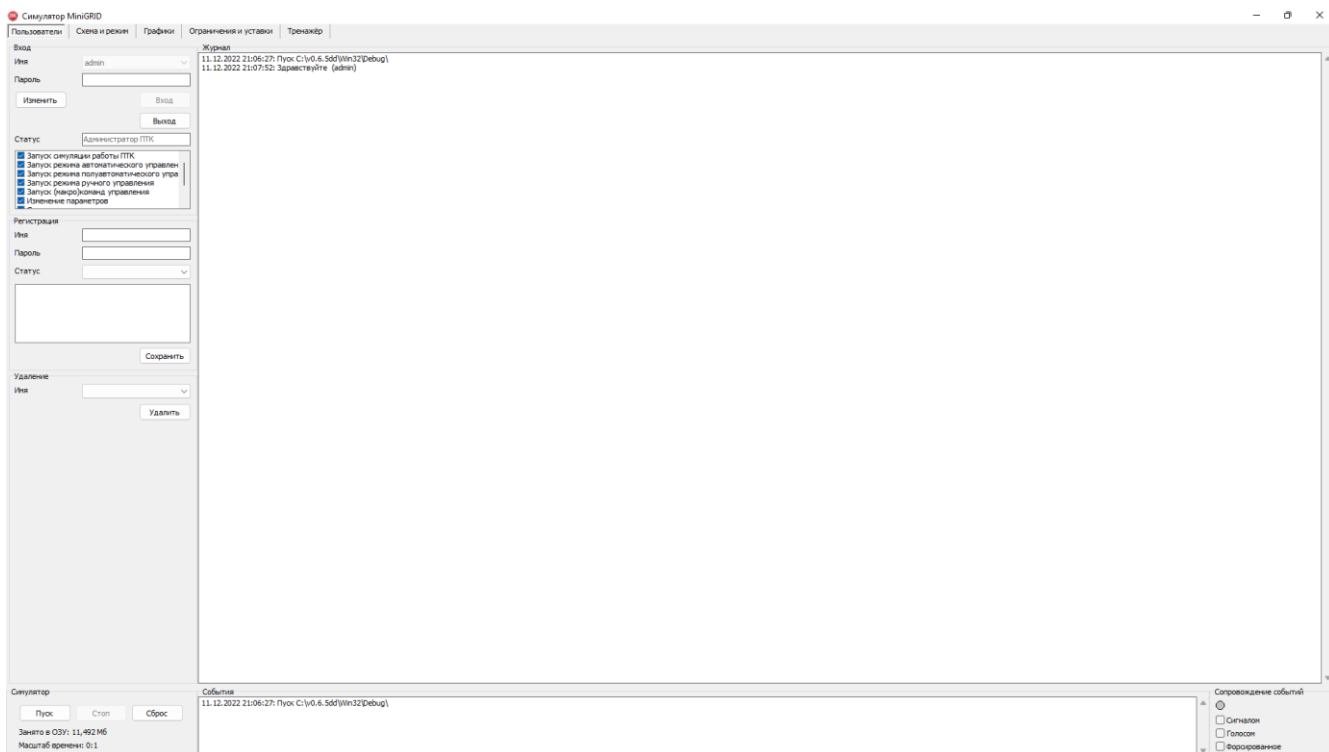 Симулятор MiniGRID
Пользователи Схема и режим Графики Ограничения и уставки Тренажёр
Вход
Имя admin
Пароль
Изменить Вход
Выход
Статус Администратор ПТК
Запуск симуляции работы ПТК
Запуск режима автоматического управлен
Запуск режима полуавтоматического упра
Запуск режима ручного управления
Запуск (макро)команд управления
Изменение параметров
Регистрация
Имя
Пароль
Статус
Сохранить
Удаление
Имя
Удалить
Журнал
11.12.2022 21:06:27: Пуск C:\v0.6.5dd\Win32\Debug\
11.12.2022 21:07:52: Здравствуйте (admin)
Симулятор
Пуск Стоп Сброс
Занято в ОЗУ: 11,492 Мб
Масштаб времени: 0:1
События
11.12.2022 21:06:27: Пуск C:\v0.6.5dd\Win32\Debug\
Сопровождение событий
Сигналом
Голосом
Форсированное